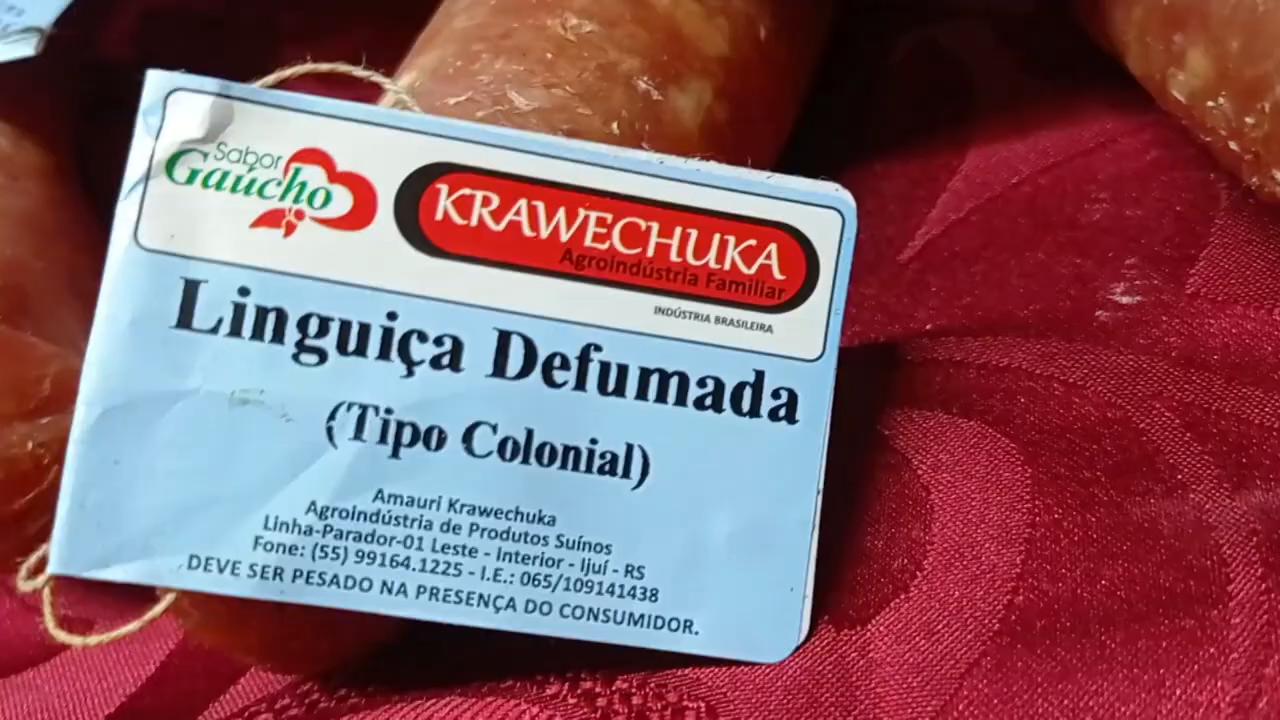 Sabor
Gaúcho
KRAWECHUKA
Agroindústria Familiar
INDÚSTRIA BRASILEIRA
Linguiça Defumada
(Tipo Colonial)
Amauri Krawechuka
Agroindústria de Produtos Suínos
Linha-Parador-01 Leste - Interior - Ijuí - RS
Fone: (55) 99164.1225 - I.E.: 065/109141438
DEVE SER PESADO NA PRESENÇA DO CONSUMIDOR.